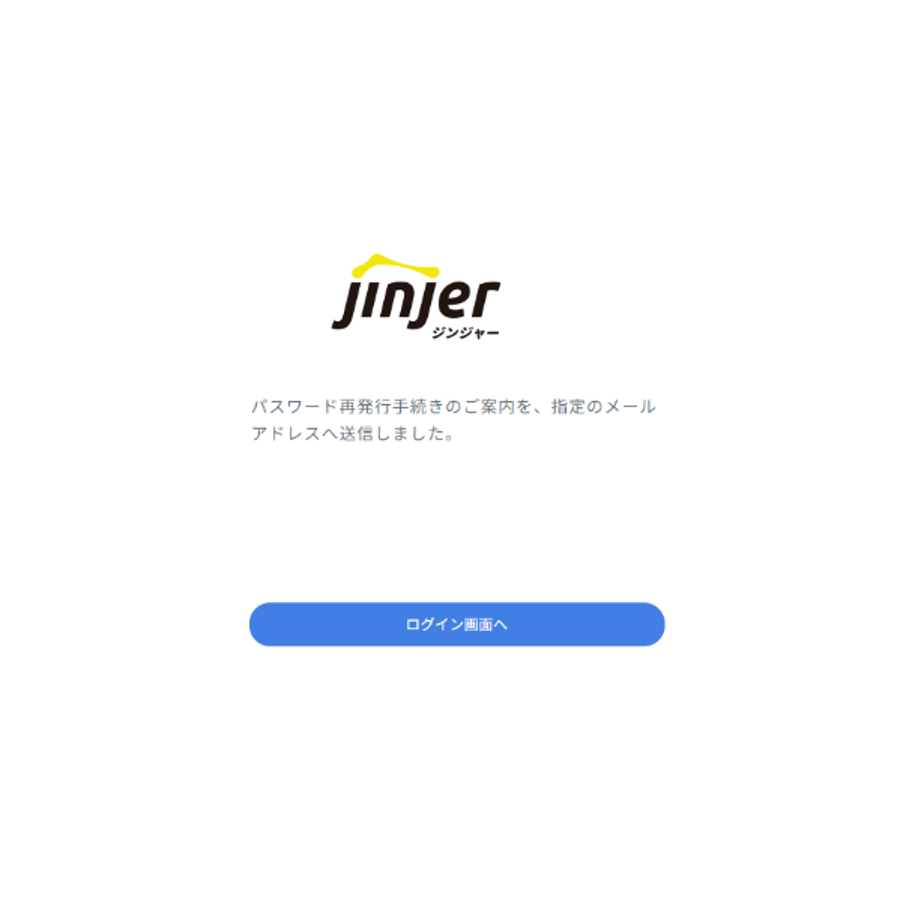 jinjer
ジンジャー
パスワード再発行手続きのご案内を、指定のメール
アドレスへ送信しました。
ログイン画面へ